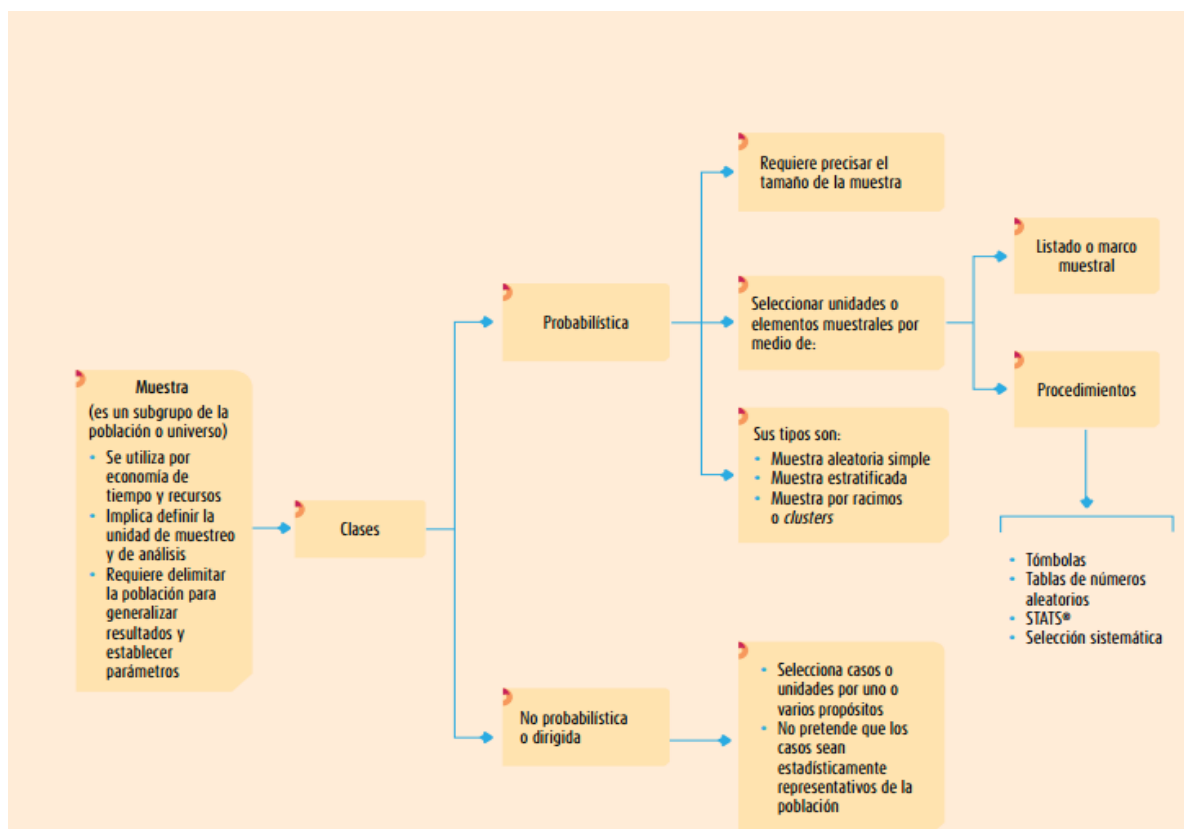 Muestra
(es un subgrupo de la
población o universo)
• Se utiliza por
economía de
tiempo y recursos
• Implica definir la
unidad de muestreo
y de análisis
• Requiere delimitar
la población para
generalizar
resultados y
establecer
parámetros
Clases
Probabilística
Requiere precisar el
tamaño de la muestra
Seleccionar unidades o
elementos muestrales por
medio de:
Listado o marco
muestral
Procedimientos
• Tómbolas
• Tablas de números
aleatorios
• STATS®
• Selección sistemática
Sus tipos son:
• Muestra aleatoria simple
• Muestra estratificada
• Muestra por racimos
o clusters
No probabilística
o dirigida
• Selecciona casos o
unidades por uno o
varios propósitos
• No pretende que los
casos sean
estadísticamente
representativos de la
población